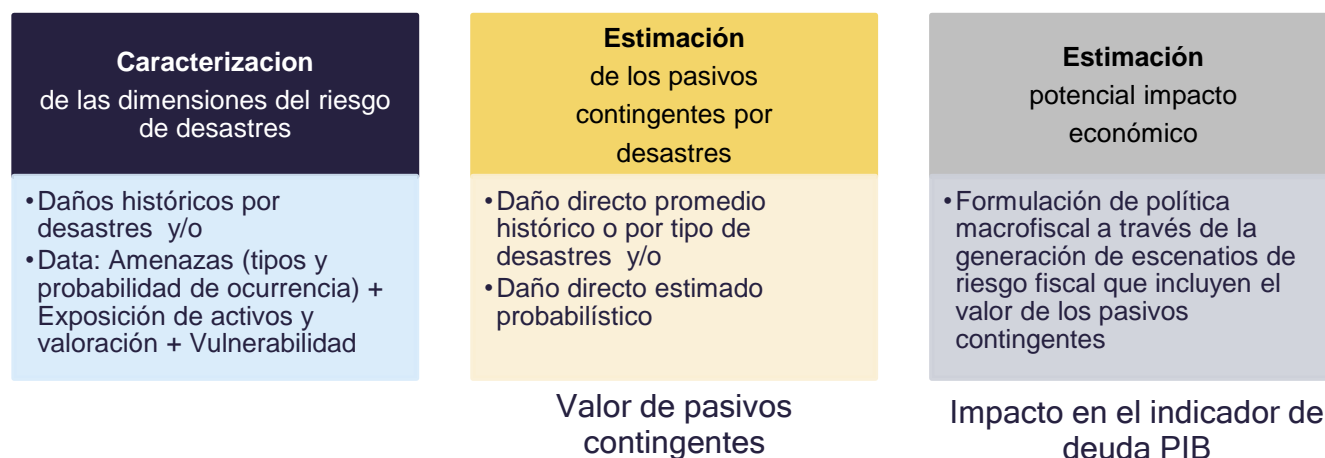 Caracterizacion
de las dimensiones del riesgo
de desastres
•Daños históricos por
desastres y/o
•Data: Amenazas (tipos y
probabilidad de ocurrencia) +
Exposición de activos y
valoración + Vulnerabilidad
Estimación
de los pasivos
contingentes por
desastres
•Daño directo promedio
histórico o por tipo de
desastres y/o
•Daño directo estimado
probabilístico
Valor de pasivos
contingentes
Estimación
potencial impacto
económico
•Formulación de política
macrofiscal a través de la
generación de escenatios de
riesgo fiscal que incluyen el
valor de los pasivos
contingentes
Impacto en el indicador de
deuda PIB